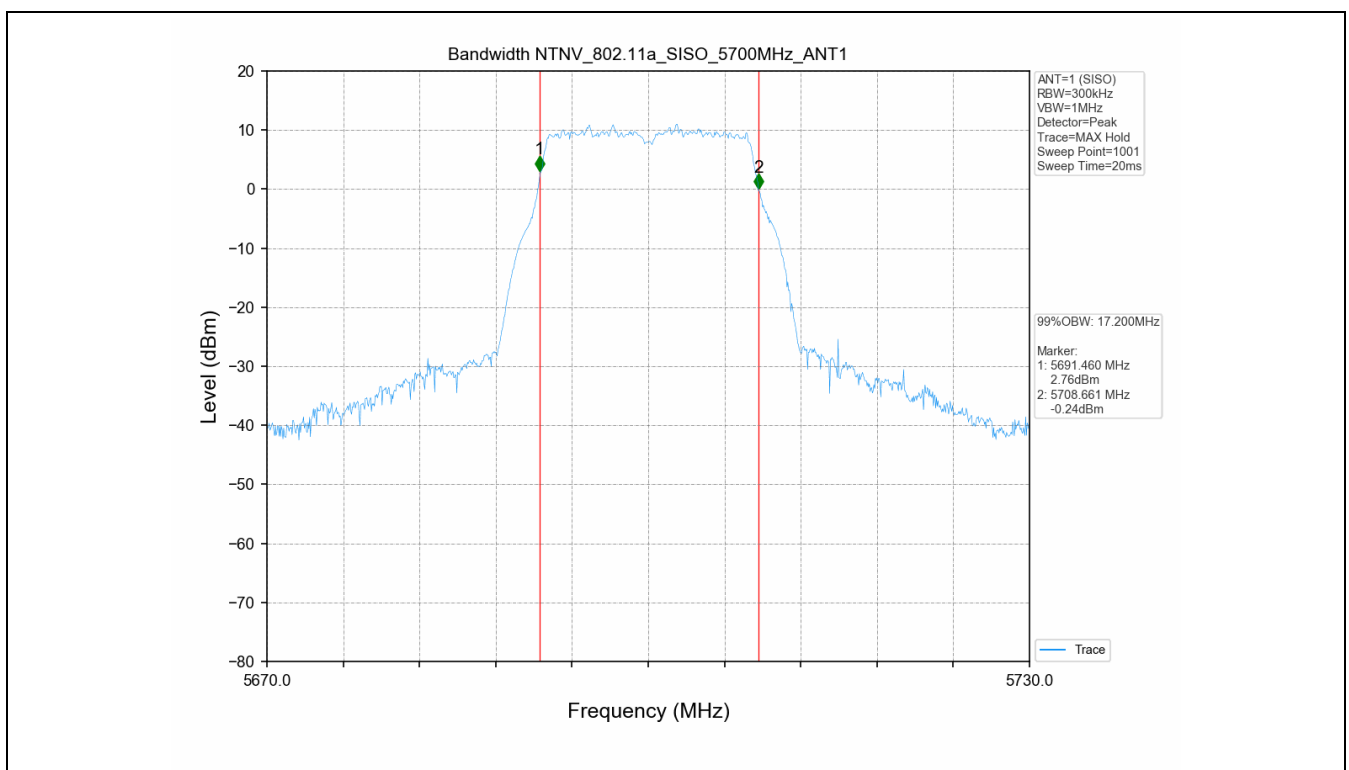 Bandwidth NTNV_802.11a_SISO_5700MHz_ANT1
20
10
0
−10
−20
−30
−40
−50
−60
−70
−80
Level (dBm)
5670.0
5730.0
Frequency (MHz)
1
2
ANT=1 (SISO)
RBW=300kHz
VBW=1MHz
Detector=Peak
Trace=MAX Hold
Sweep Point=1001
Sweep Time=20ms
99%OBW: 17.200MHz
Marker:
1: 5691.460 MHz
2.76dBm
2: 5708.661 MHz
-0.24dBm
Trace